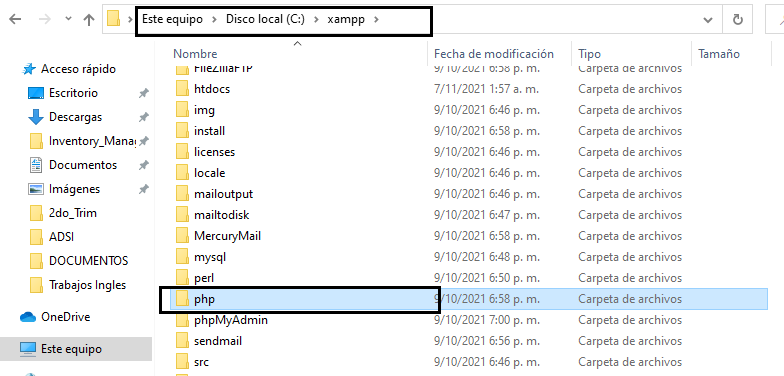 Este equipo > Disco local (C:) > xampp >
Nombre Fecha de modificación Tipo Tamaño
Acceso rápido
Escritorio
Descargas
Inventory_Mana
Documentos
Imágenes
2do_Trim
ADSI
DOCUMENTOS
Trabajos Ingles
OneDrive
Este equipo
FileZillaFTP 9/10/2021 6:58 p. m. Carpeta de archivos
htdocs 7/11/2021 1:57 a. m. Carpeta de archivos
img 9/10/2021 6:46 p. m. Carpeta de archivos
install 9/10/2021 6:58 p. m. Carpeta de archivos
licenses 9/10/2021 6:46 p. m. Carpeta de archivos
locale 9/10/2021 6:46 p. m. Carpeta de archivos
mailoutput 9/10/2021 6:46 p. m. Carpeta de archivos
mailtodisk 9/10/2021 6:47 p. m. Carpeta de archivos
MercuryMail 9/10/2021 6:58 p. m. Carpeta de archivos
mysql 9/10/2021 6:48 p. m. Carpeta de archivos
perl 9/10/2021 6:50 p. m. Carpeta de archivos
php 9/10/2021 6:58 p. m. Carpeta de archivos
phpMyAdmin 9/10/2021 7:00 p. m. Carpeta de archivos
sendmail 9/10/2021 6:56 p. m. Carpeta de archivos
src 9/10/2021 6:46 p. m. Carpeta de archivos